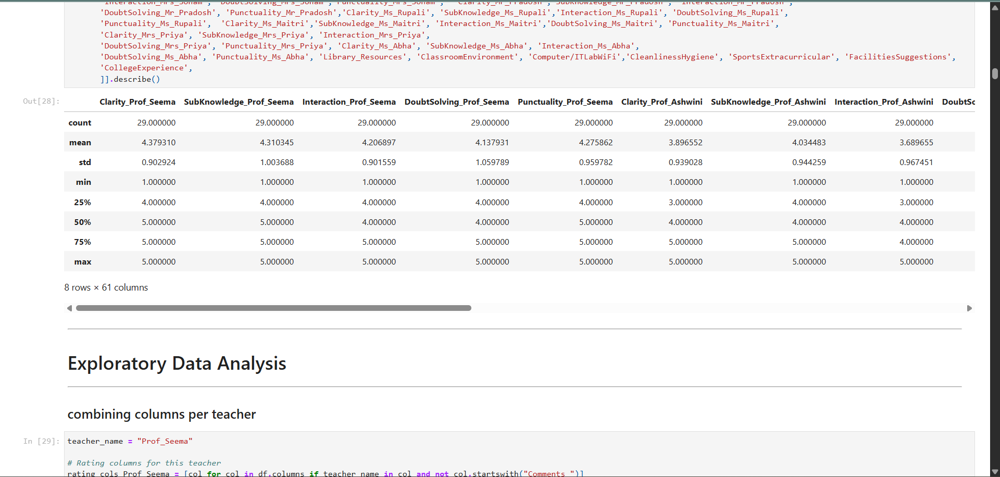 'Interaction_Mrs_Sonam', 'DoubtSolving_Mrs_Sonam', 'Punctuality_Mrs_Sonam', 'Clarity_Mr_Pradosh', 'SubKnowledge_Mr_Pradosh', 'Interaction_Mr_Pradosh',
'DoubtSolving_Mr_Pradosh', 'Punctuality_Mr_Pradosh','Clarity_Ms_Rupali', 'SubKnowledge_Ms_Rupali','Interaction_Ms_Rupali', 'DoubtSolving_Ms_Rupali',
'Punctuality_Ms_Rupali', 'Clarity_Ms_Maitri','SubKnowledge_Ms_Maitri', 'Interaction_Ms_Maitri','DoubtSolving_Ms_Maitri', 'Punctuality_Ms_Maitri',
'Clarity_Mrs_Priya', 'SubKnowledge_Mrs_Priya', 'Interaction_Mrs_Priya',
'DoubtSolving_Mrs_Priya', 'Punctuality_Mrs_Priya', 'Clarity_Ms_Abha', 'SubKnowledge_Ms_Abha', 'Interaction_Ms_Abha',
'DoubtSolving_Ms_Abha', 'Punctuality_Ms_Abha', 'Library_Resources', 'ClassroomEnvironment', 'Computer/ITLabWiFi','CleanlinessHygiene', 'SportsExtracurricular', 'FacilitiesSuggestions',
'CollegeExperience',
]].describe()
Out[28]:
Clarity_Prof_Seema SubKnowledge_Prof_Seema Interaction_Prof_Seema DoubtSolving_Prof_Seema Punctuality_Prof_Seema Clarity_Prof_Ashwini SubKnowledge_Prof_Ashwini Interaction_Prof_Ashwini DoubtSc
count 29.000000 29.000000 29.000000 29.000000 29.000000 29.000000 29.000000 29.000000
mean 4.379310 4.310345 4.206897 4.137931 4.275862 3.896552 4.034483 3.689655
std 0.902924 1.003688 0.901559 1.059789 0.959782 0.939028 0.944259 0.967451
min 1.000000 1.000000 1.000000 1.000000 1.000000 1.000000 1.000000 1.000000
25% 4.000000 4.000000 4.000000 4.000000 4.000000 3.000000 4.000000 3.000000
50% 5.000000 5.000000 4.000000 4.000000 5.000000 4.000000 4.000000 4.000000
75% 5.000000 5.000000 5.000000 5.000000 5.000000 5.000000 5.000000 4.000000
max 5.000000 5.000000 5.000000 5.000000 5.000000 5.000000 5.000000 5.000000
8 rows × 61 columns
Exploratory Data Analysis
combining columns per teacher
In [29]:
teacher_name = "Prof_Seema"
# Rating columns for this teacher
rating_cols_Prof_Seema = [col for col in df.columns if teacher_name in col and not col.startswith("Comments_")]